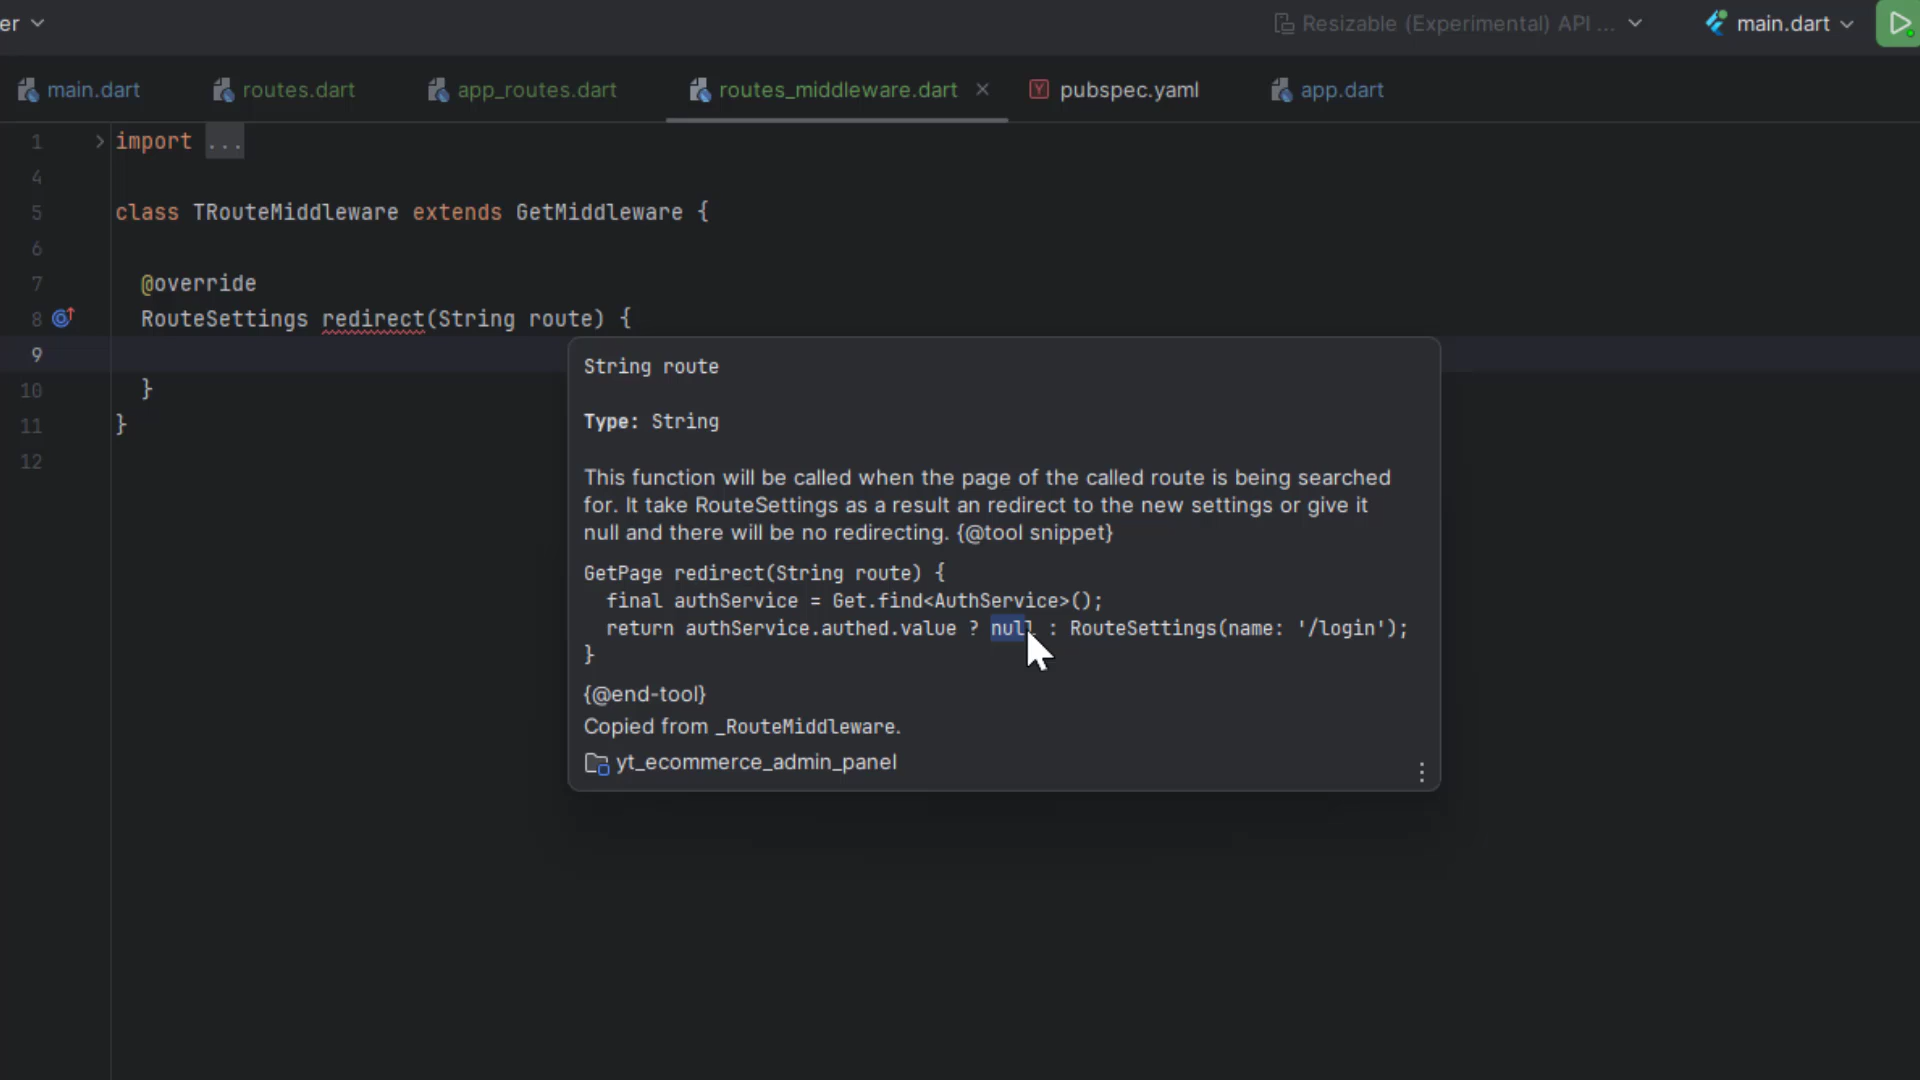 er
Resizable (Experimental) API ...
main.dart
main.dart
routes.dart
app_routes.dart
routes_middleware.dart
pubspec.yaml
app.dart
1 import ...
4
5 class TRouteMiddleware extends GetMiddleware {
6
7 @override
8 RouteSettings redirect(String route) {
9
10 }
11 }
12
String route
Type: String
This function will be called when the page of the called route is being searched
for. It take RouteSettings as a result an redirect to the new settings or give it
null and there will be no redirecting. {@tool snippet}
GetPage redirect(String route) {
final authService = Get.find<AuthService>();
return authService.authed.value ? null : RouteSettings(name: '/login');
}
{@end-tool}
Copied from _RouteMiddleware.
yt_ecommerce_admin_panel